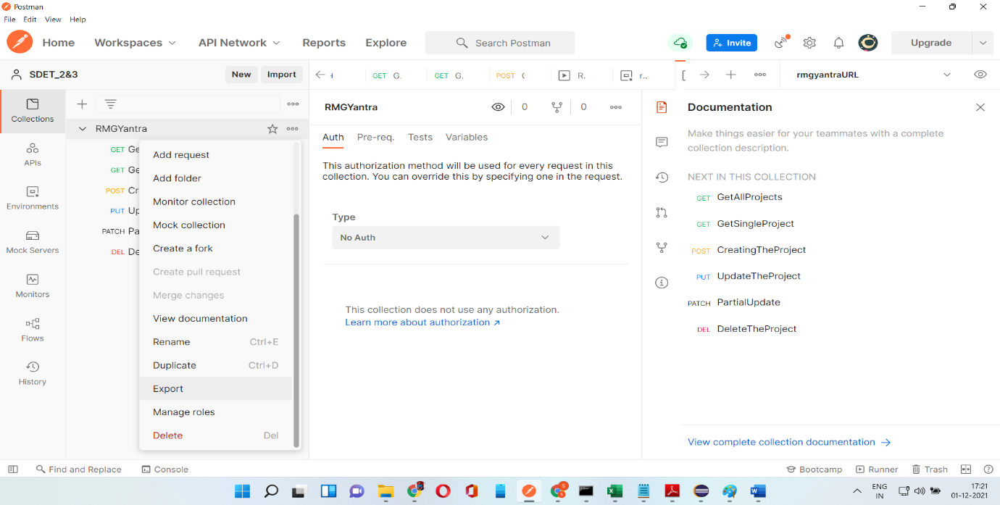 Postman
File Edit View Help
Home Workspaces API Network Reports Explore Search Postman Invite Upgrade
SDET_2&3 New Import GET G. GET G. POST R. r... rmgyantraURL
Collections
APIs
Environments
Mock Servers
Monitors
Flows
History
RMGYantra
GET Ge
GET Ge
POST Cr
PUT Up
PATCH Pa
DEL De
Add request
Add folder
Monitor collection
Mock collection
Create a fork
Create pull request
Merge changes
View documentation
Rename Ctrl+E
Duplicate Ctrl+D
Export
Manage roles
Delete Del
RMGYantra 0 0
Auth Pre-req. Tests Variables
This authorization method will be used for every request in this
collection. You can override this by specifying one in the request.
Type
No Auth
This collection does not use any authorization.
Learn more about authorization ↗
Documentation
Make things easier for your teammates with a complete
collection description.
NEXT IN THIS COLLECTION
GET GetAllProjects
GET GetSingleProject
POST CreatingTheProject
PUT UpdateTheProject
PATCH PartialUpdate
DEL DeleteTheProject
View complete collection documentation →
Find and Replace Console Bootcamp Runner Trash
ENG
IN
17:21
01-12-2021